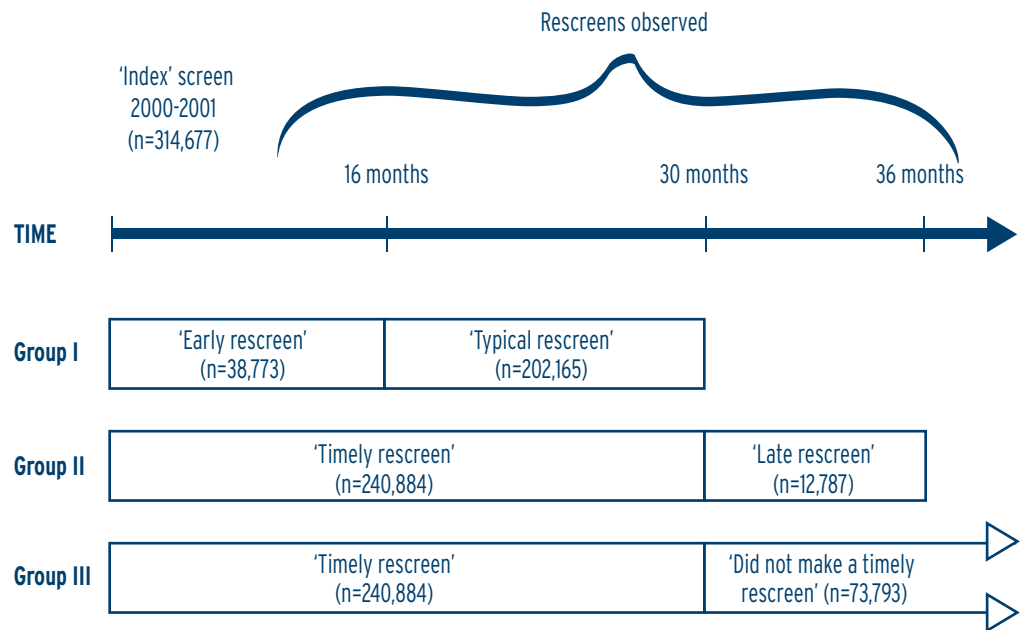 Rescreens observed
‘Index’ screen
2000-2001
(n=314,677)
16 months
30 months
36 months
TIME
Group I
‘Early rescreen’
(n=38,773)
‘Typical rescreen’
(n=202,165)
Group II
‘Timely rescreen’
(n=240,884)
‘Late rescreen’
(n=12,787)
Group III
‘Timely rescreen’
(n=240,884)
‘Did not make a timely
rescreen’ (n=73,793)